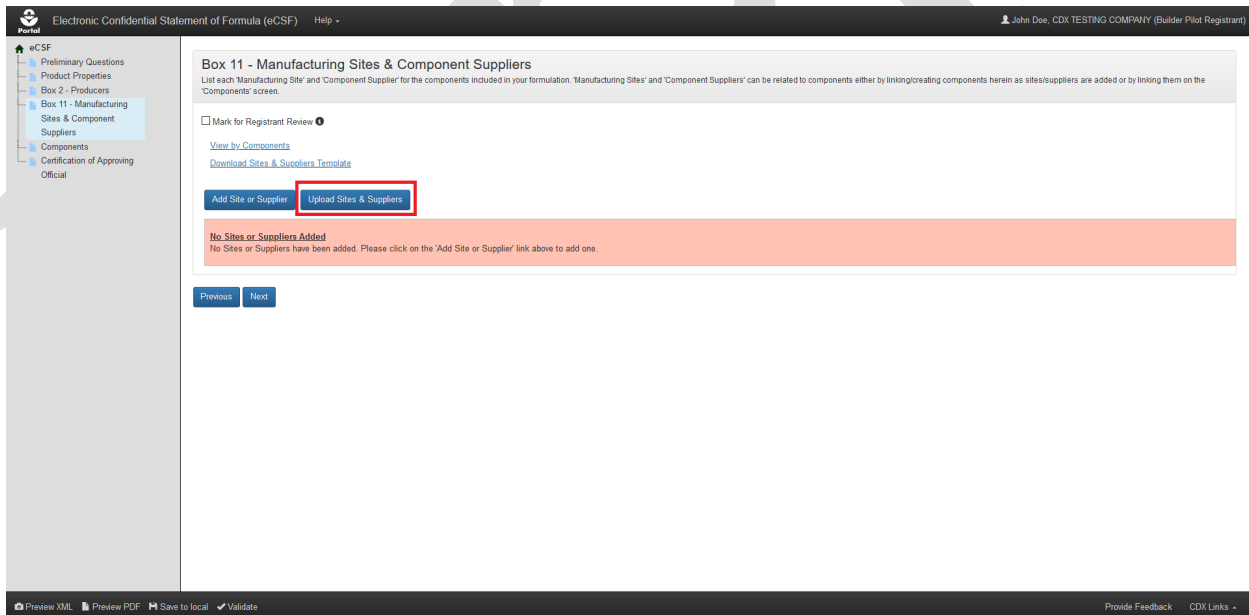 Portal
Electronic Confidential Statement of Formula (eCSF) Help
John Doe, CDX TESTING COMPANY (Builder Pilot Registrant)
eCSF
Preliminary Questions
Product Properties
Box 2 - Producers
Box 11 - Manufacturing
Sites & Component
Suppliers
Components
Certification of Approving
Official
Box 11 - Manufacturing Sites & Component Suppliers
List each 'Manufacturing Site' and 'Component Supplier' for the components included in your formulation. 'Manufacturing Sites' and 'Component Suppliers' can be related to components either by linking/creating components herein as sites/suppliers are added or by linking them on the
'Components' screen.
Mark for Registrant Review
View by Components
Download Sites & Suppliers Template
Add Site or Supplier Upload Sites & Suppliers
No Sites or Suppliers Added
No Sites or Suppliers have been added. Please click on the 'Add Site or Supplier' link above to add one.
Previous Next
Preview XML Preview PDF Save to local Validate
Provide Feedback CDX Links